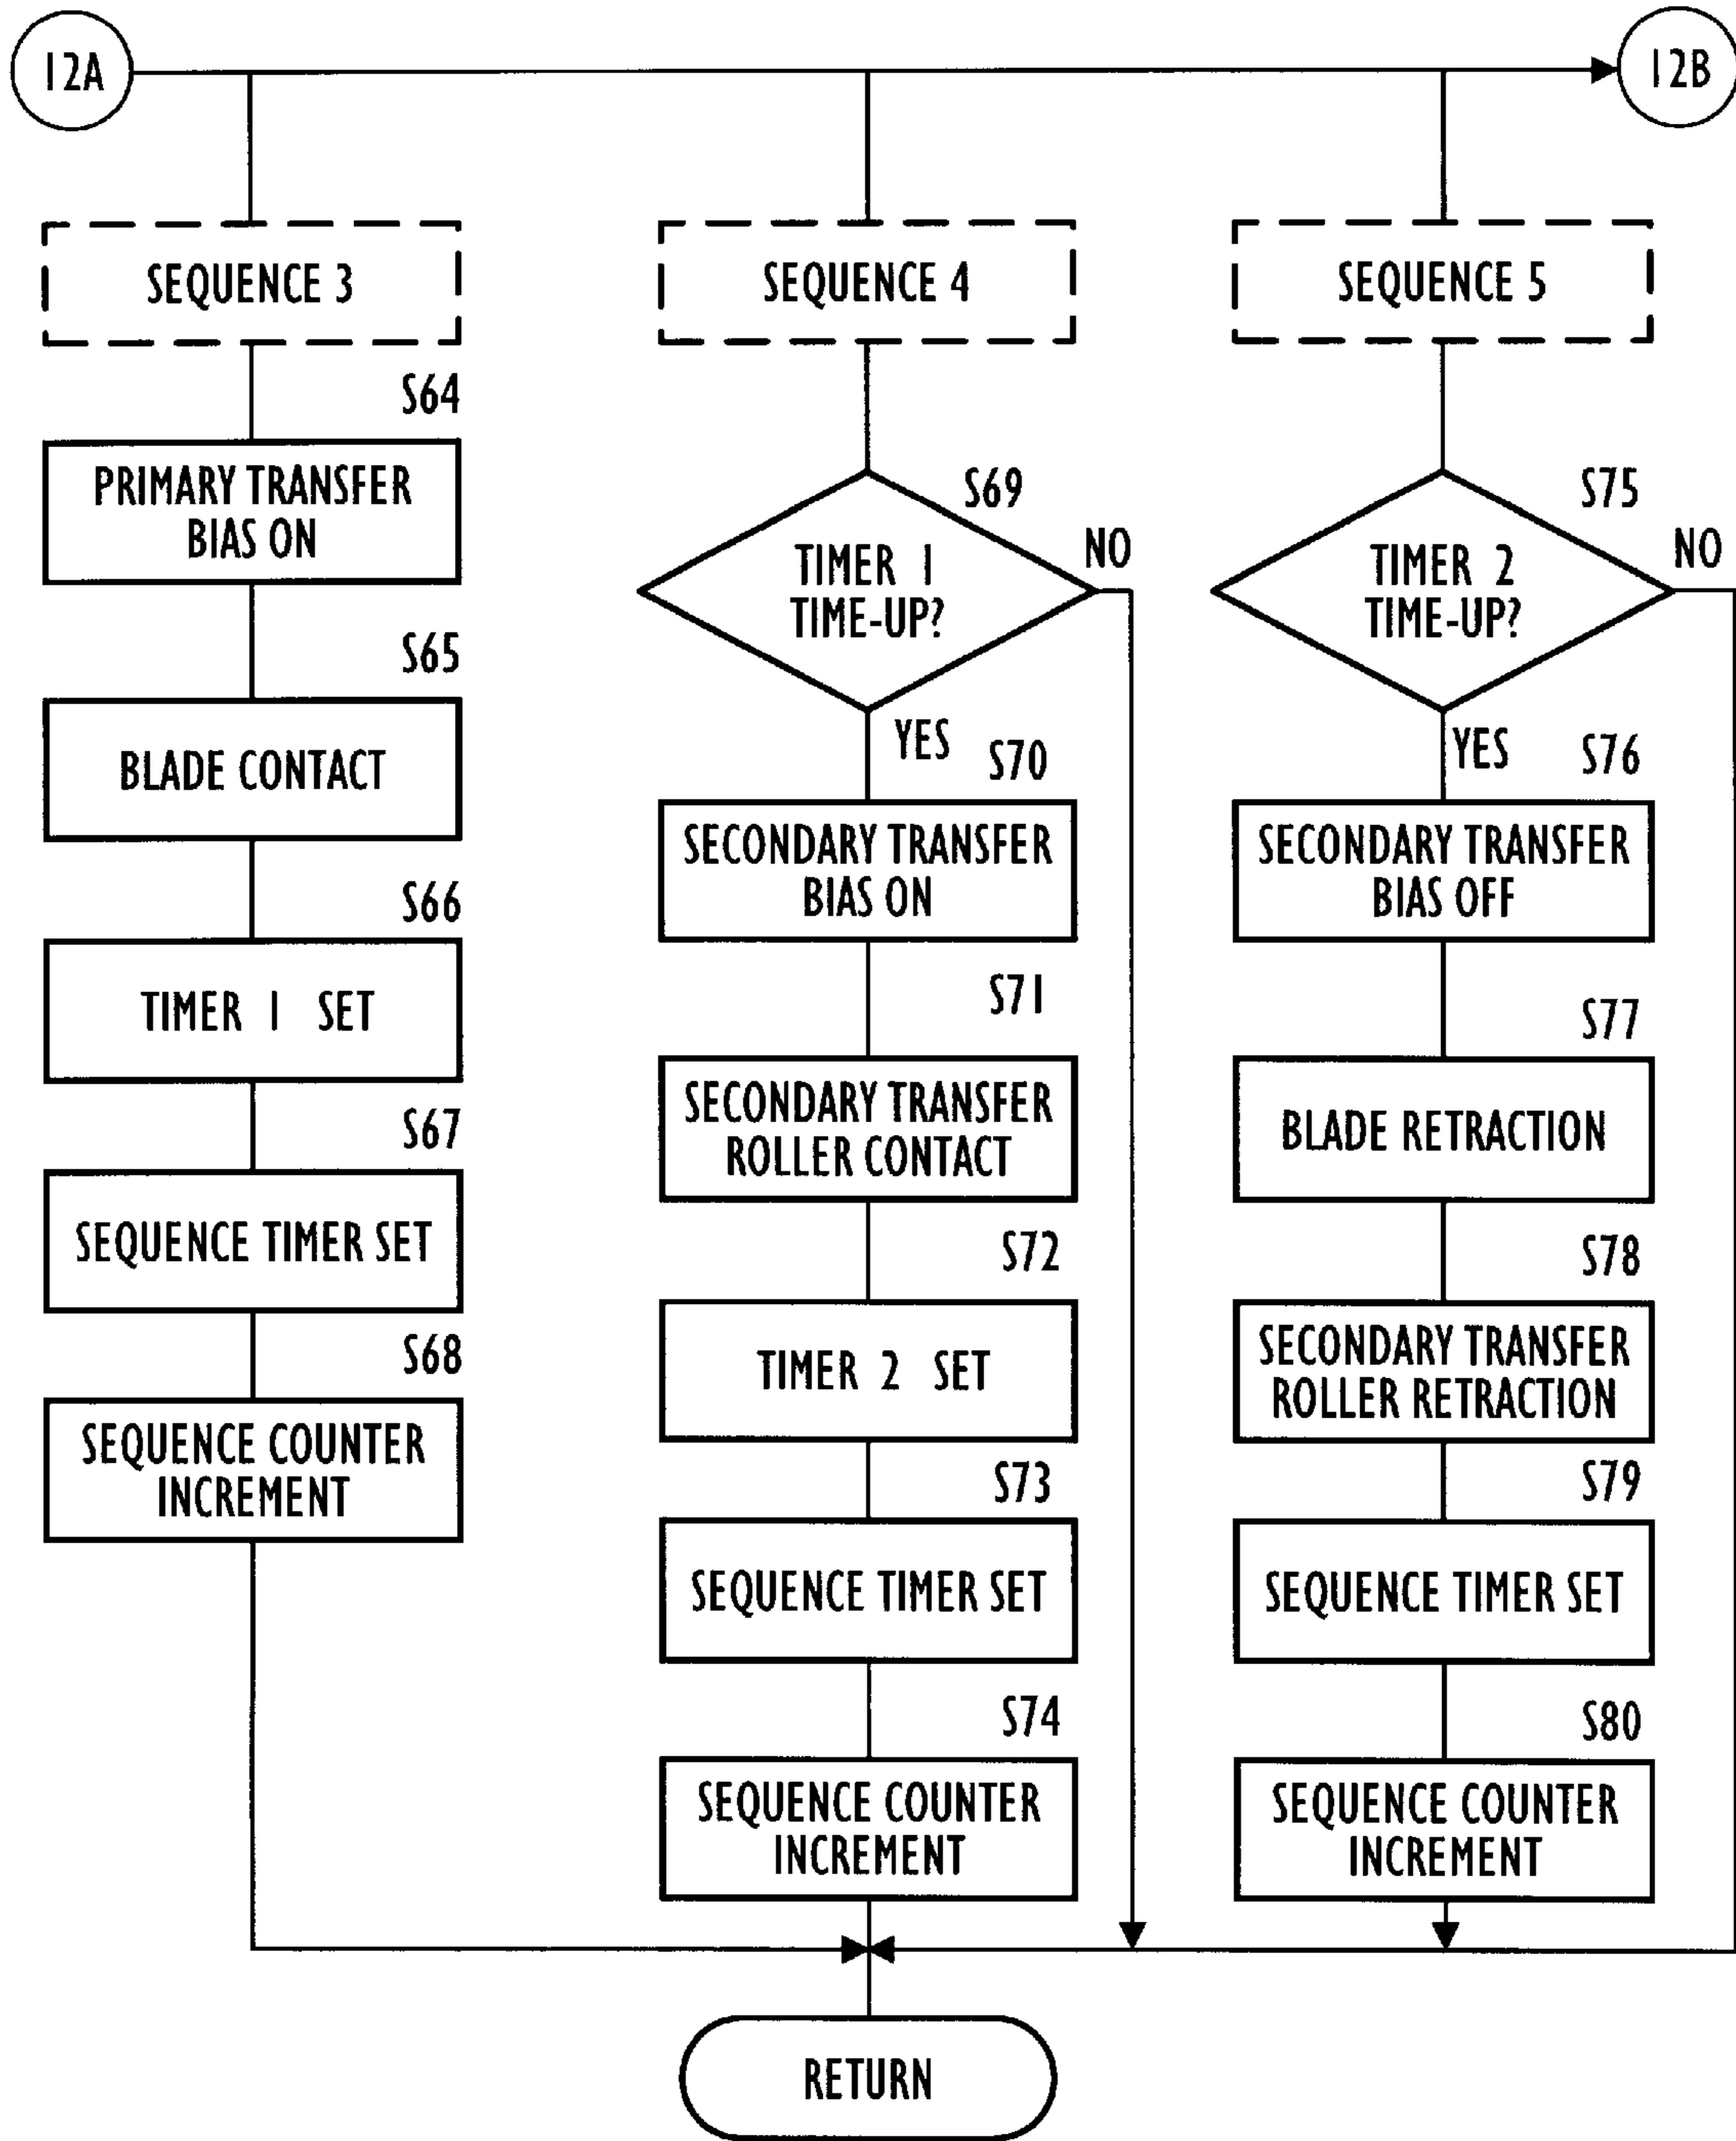 12A
12B
SEQUENCE 3
S64
PRIMARY TRANSFER
BIAS ON
S65
BLADE CONTACT
S66
TIMER 1 SET
S67
SEQUENCE TIMER SET
S68
SEQUENCE COUNTER
INCREMENT
SEQUENCE 4
S69
TIMER 1
TIME-UP?
NO
YES
S70
SECONDARY TRANSFER
BIAS ON
S71
SECONDARY TRANSFER
ROLLER CONTACT
S72
TIMER 2 SET
S73
SEQUENCE TIMER SET
S74
SEQUENCE COUNTER
INCREMENT
SEQUENCE 5
S75
TIMER 2
TIME-UP?
NO
YES
S76
SECONDARY TRANSFER
BIAS OFF
S77
BLADE RETRACTION
S78
SECONDARY TRANSFER
ROLLER RETRACTION
S79
SEQUENCE TIMER SET
S80
SEQUENCE COUNTER
INCREMENT
RETURN